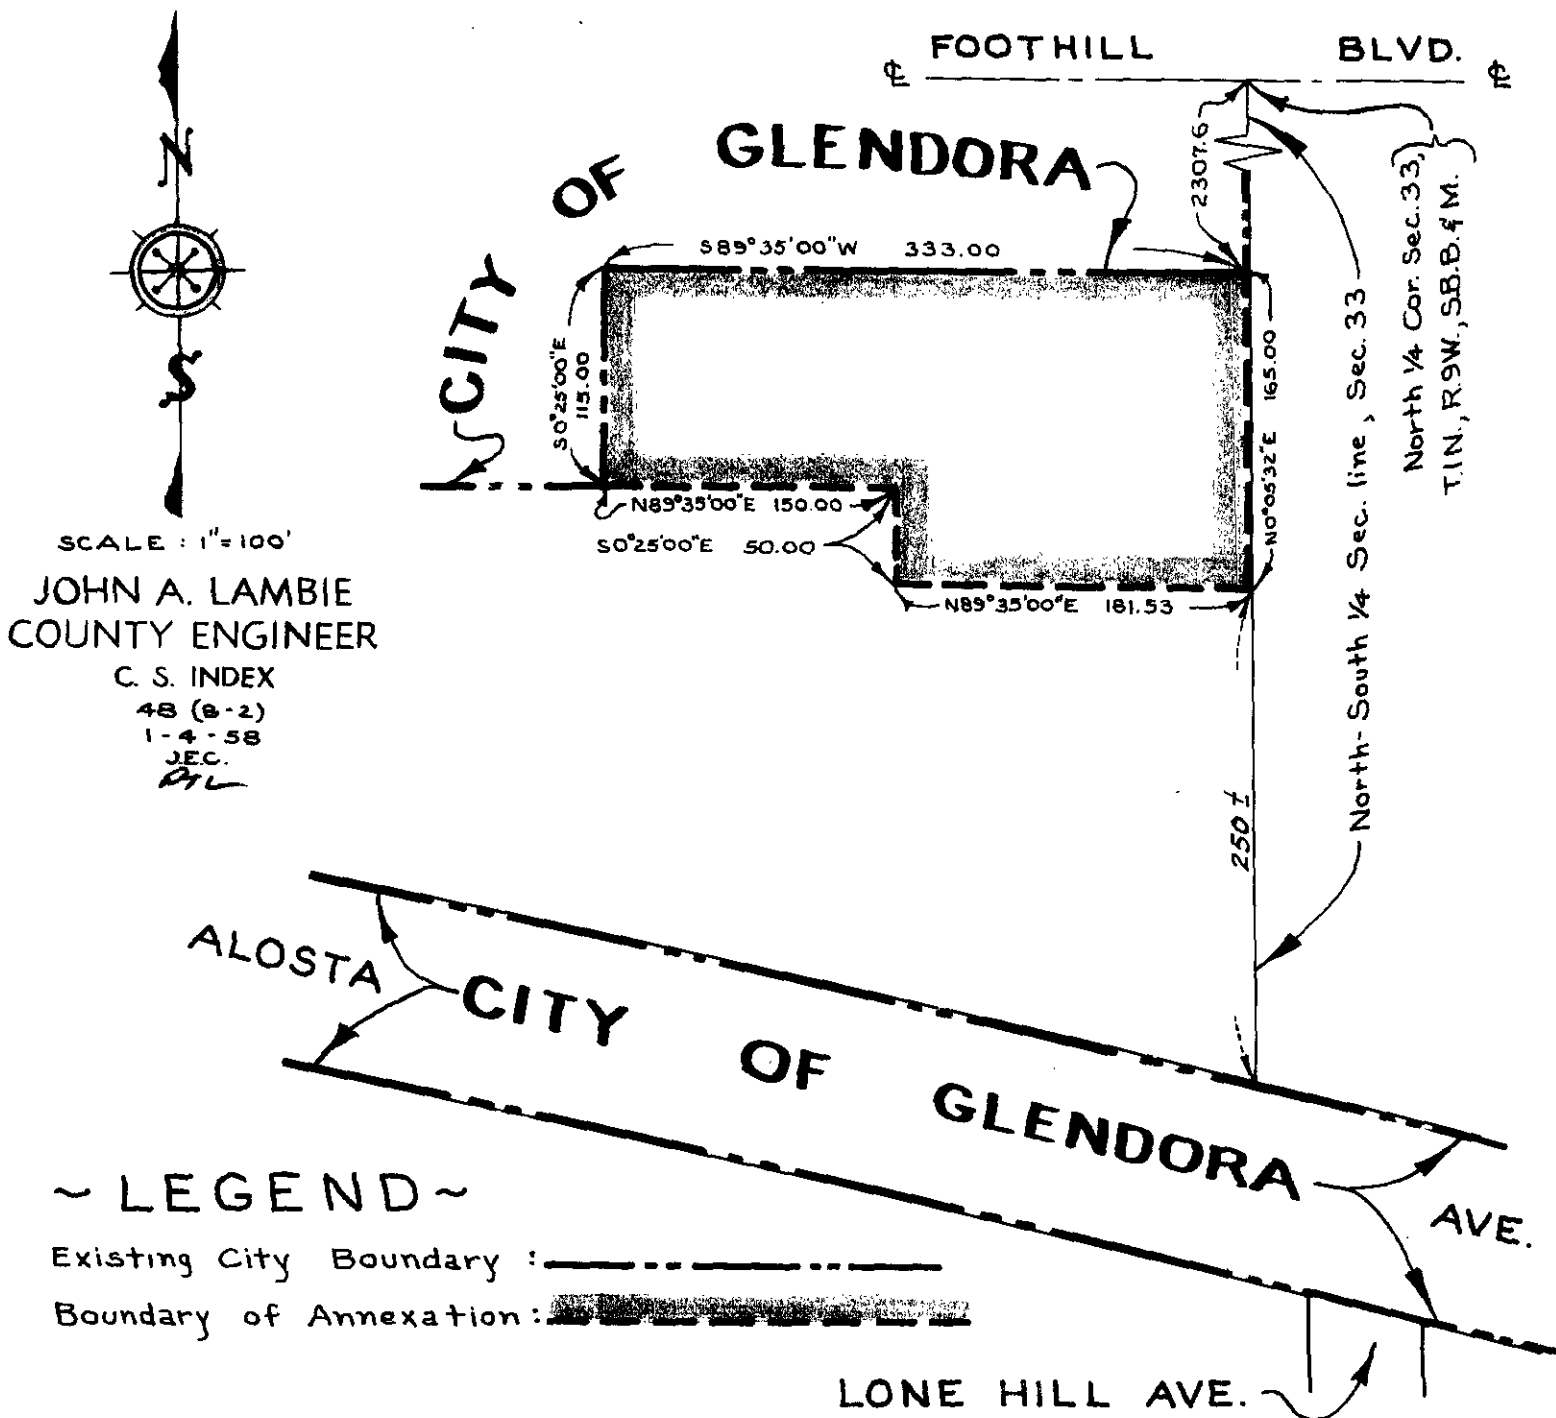 FOOTHILL BLVD.
CITY OF GLENDORA
2307.6
North 1/4 Cor. Sec. 33,
T.1N., R.9W., S.B.B. & M.
N
S
S89°35'00"W 333.00
S0°25'00"E
115.00
N0°05'32"E 165.00
N89°35'00"E 150.00
S0°25'00"E 50.00
N89°35'00"E 181.53
North-South 1/4 Sec. line, Sec. 33
SCALE : 1"=100'
JOHN A. LAMBIE
COUNTY ENGINEER
C. S. INDEX
48 (B-2)
1-4-58
J.E.C.
250 ±
ALOSTA AVE.
CITY OF GLENDORA
~ LEGEND ~
Existing City Boundary :
Boundary of Annexation :
LONE HILL AVE.